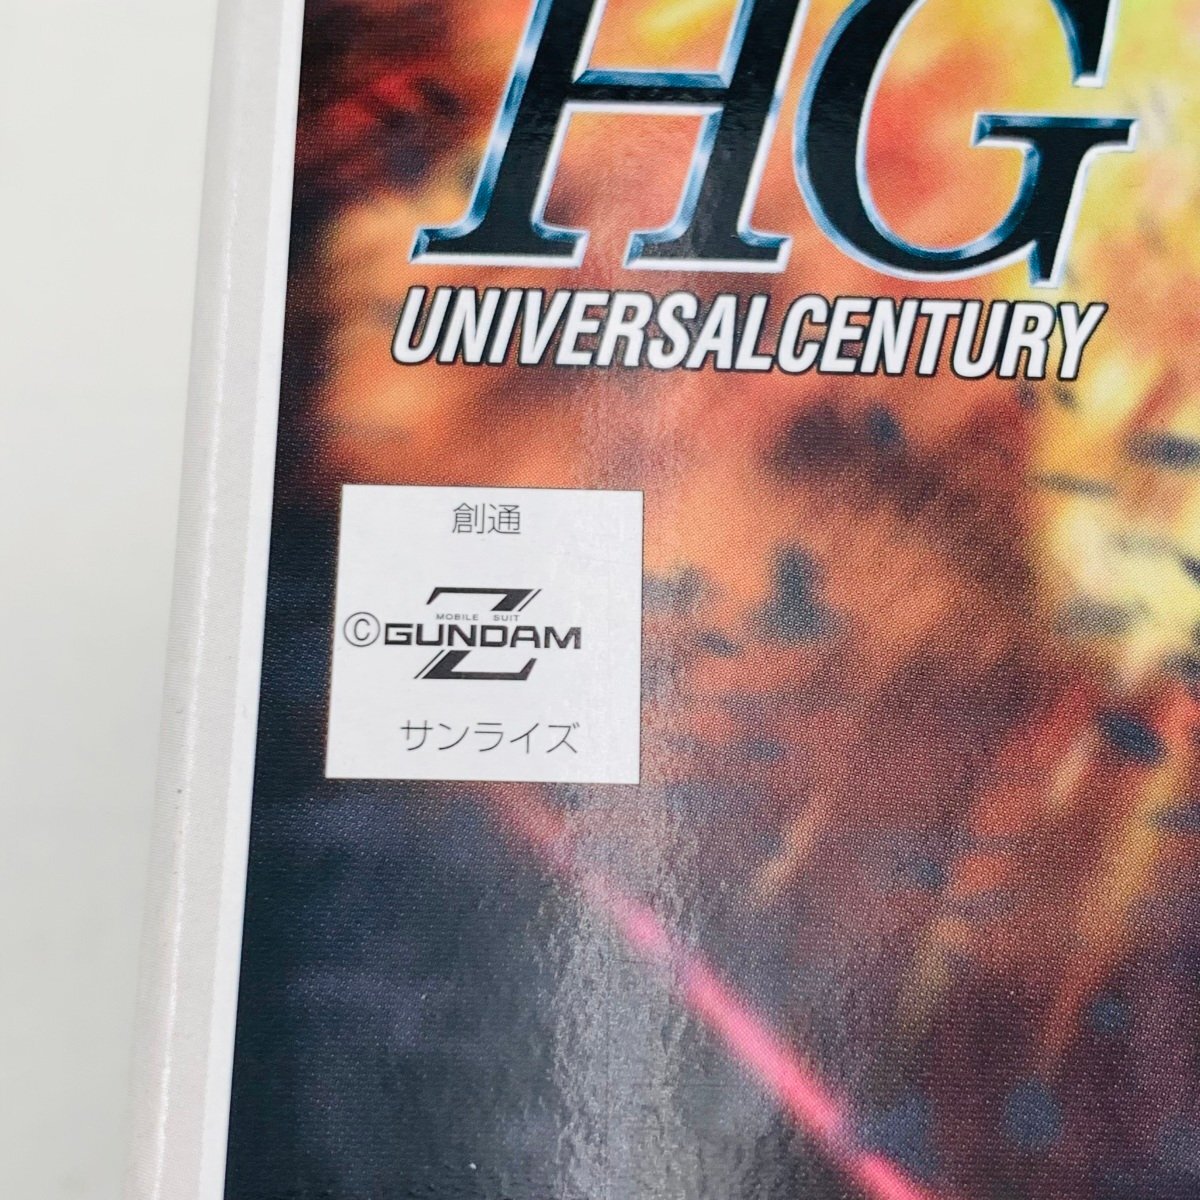 HG
UNIVERSALCENTURY
創通
MOBILE SUIT
Z
©GUNDAM
サンライズ